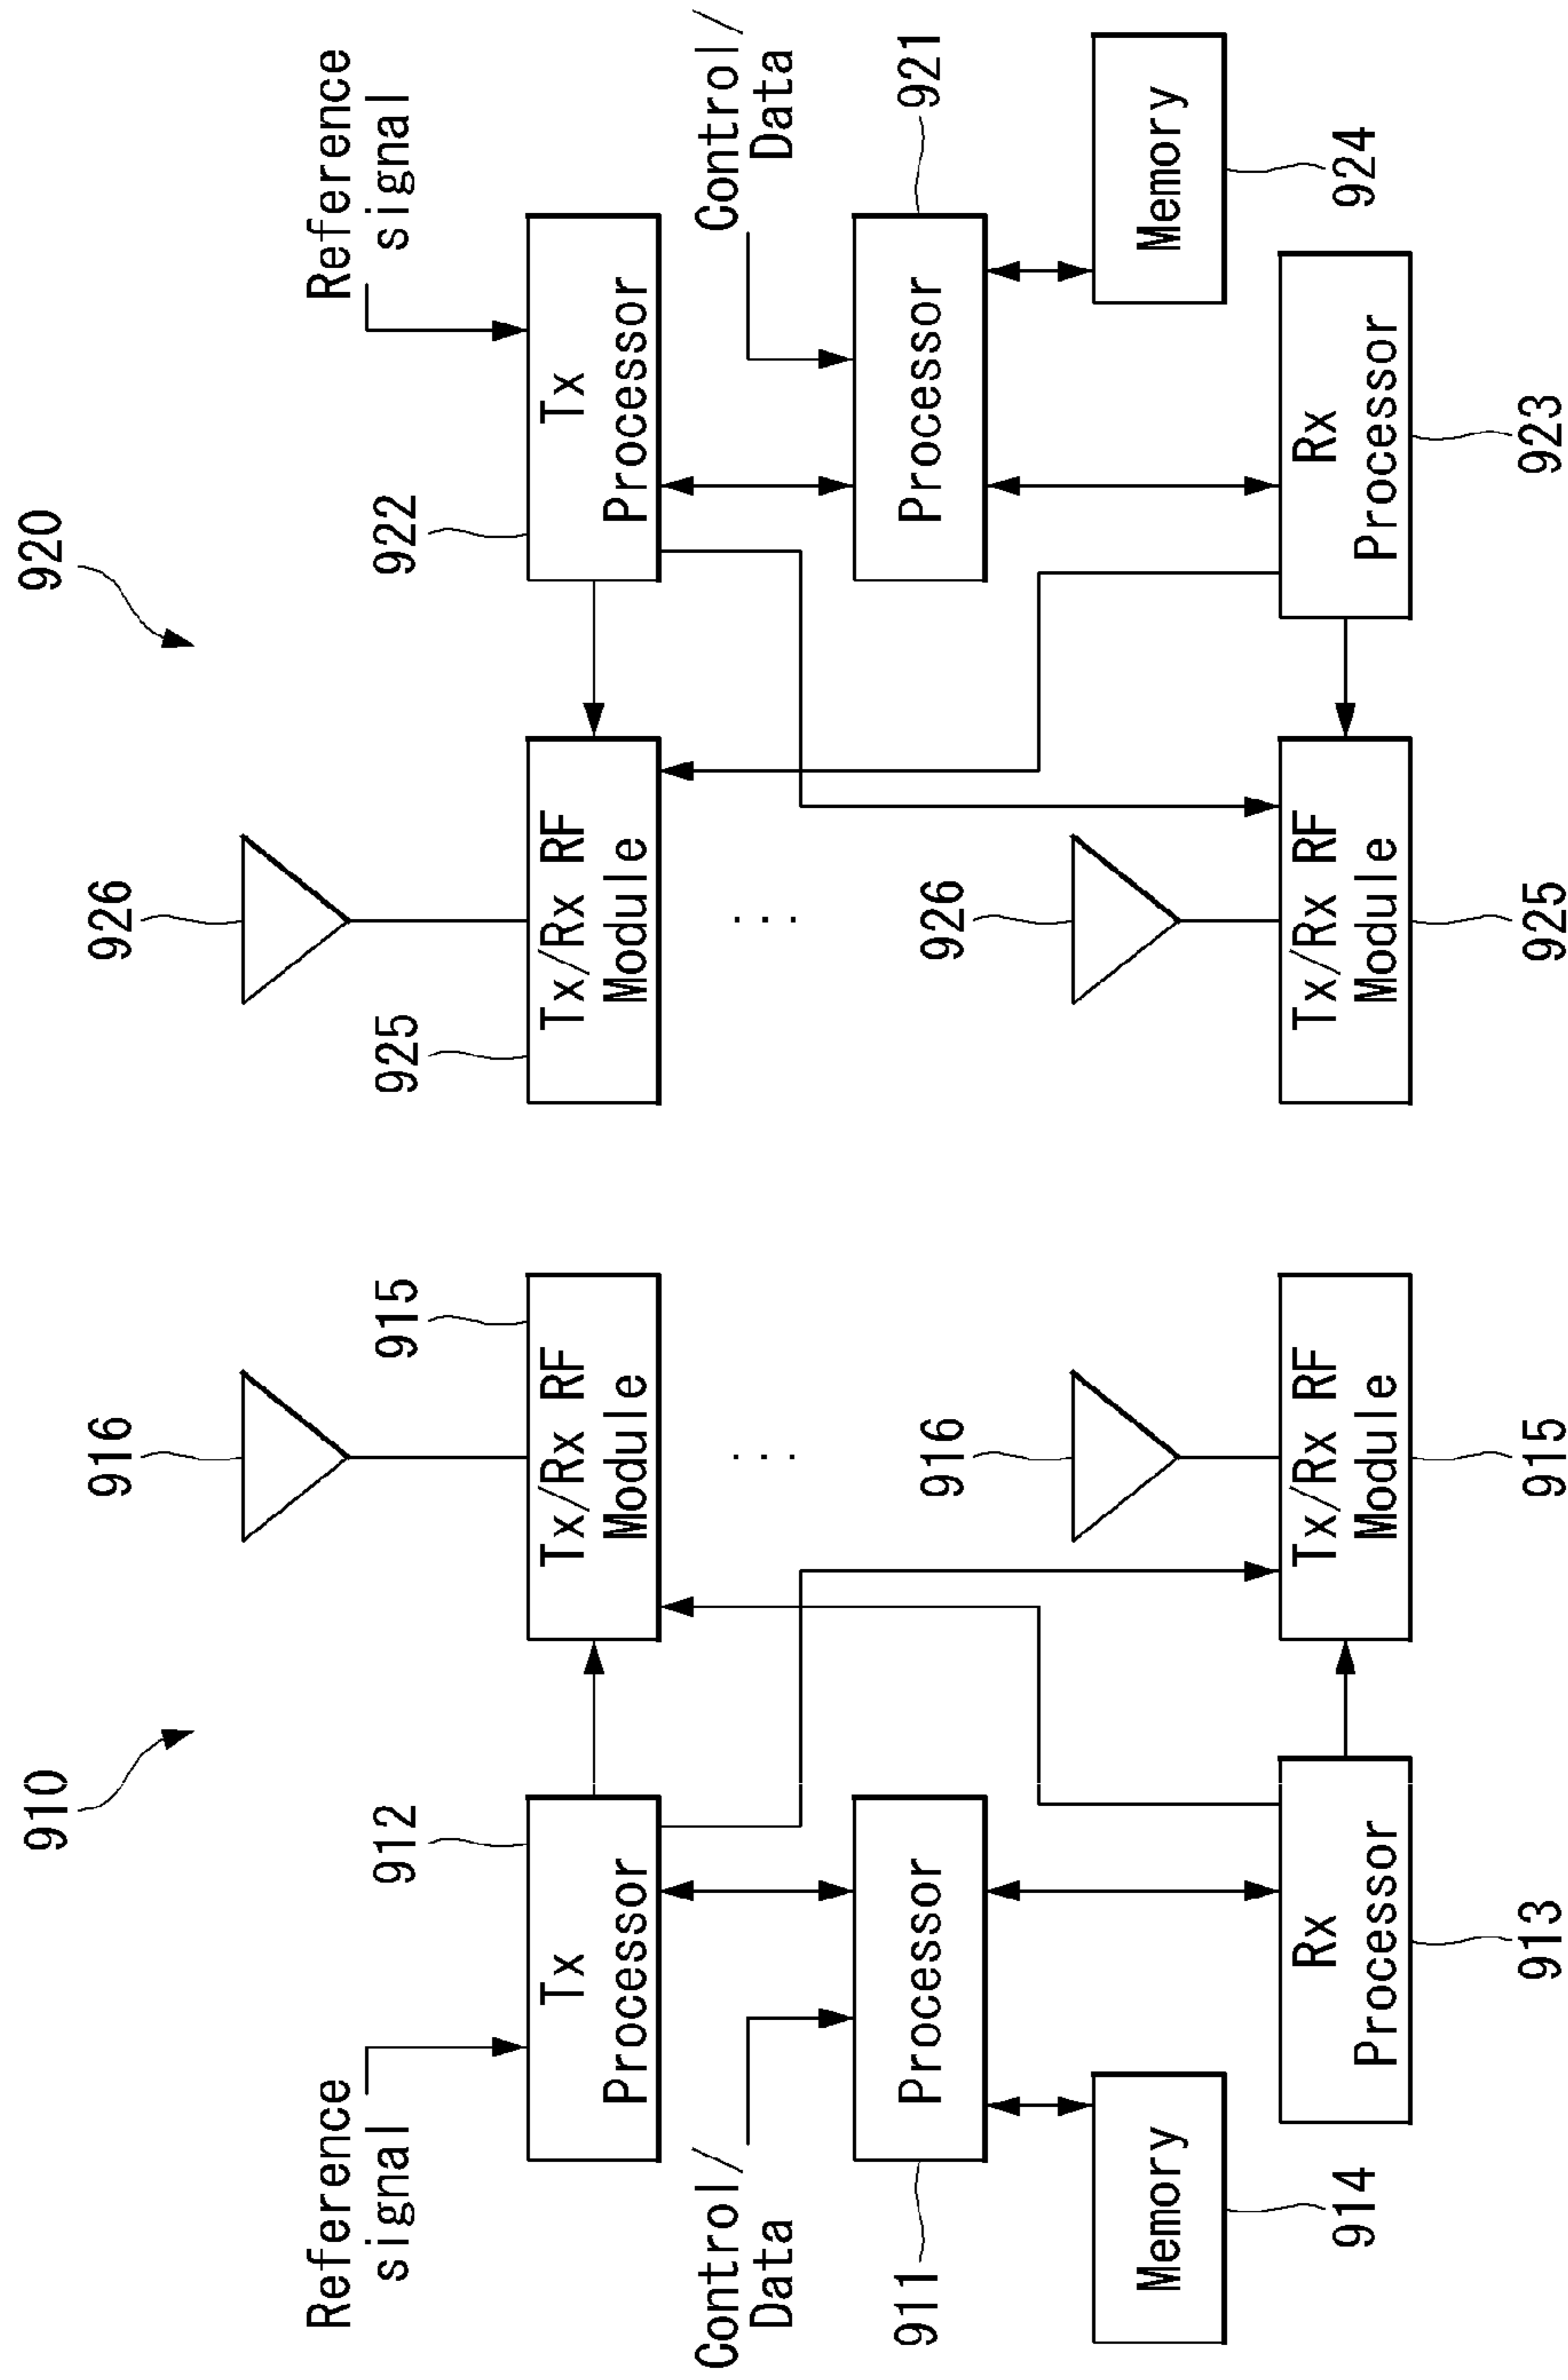 910
920
916
926
Reference
signal
912
915
925
922
Reference
signal
Tx
Processor
Tx/Rx RF
Module
Tx/Rx RF
Module
Tx
Processor
Control/
Data
...
...
Control/
Data
911
Processor
916
926
Processor
921
Memory
Memory
914
924
Rx
Processor
Tx/Rx RF
Module
Tx/Rx RF
Module
Rx
Processor
913
915
925
923